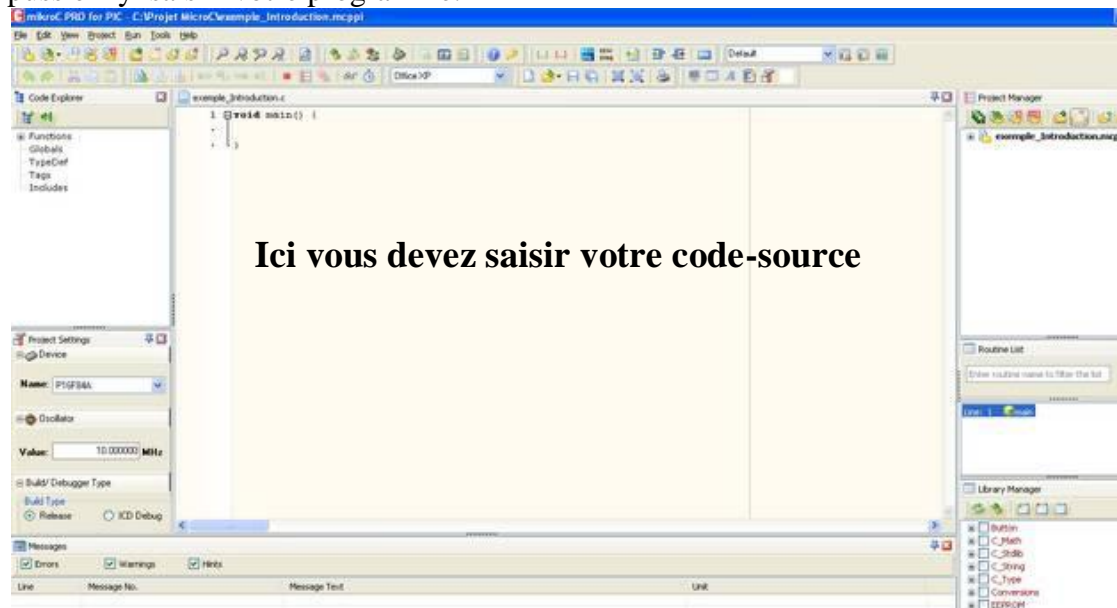 mikroC PRO for PIC - C:\Projet MicroC\exemple_Introduction.mcppi
File Edit View Project Run Tools Help
Default
Office XP
Code Explorer
Functions
Globals
TypeDef
Tags
Includes
exemple_Introduction.c
1 void main() {
}
Ici vous devez saisir votre code-source
Project Manager
exemple_Introduction.mcp
Project Settings
Device
Name: P16F84A
Oscillator
Value: 10.000000 MHz
Build/ Debugger Type
Build Type
Release ICD Debug
Routine List
Enter routine name to filter the list
Line: 1 main
Library Manager
Button
C_Math
C_Stdlib
C_String
C_Type
Conversions
EEPROM
Messages
Errors Warnings Hints
Line Message No. Message Text Unit